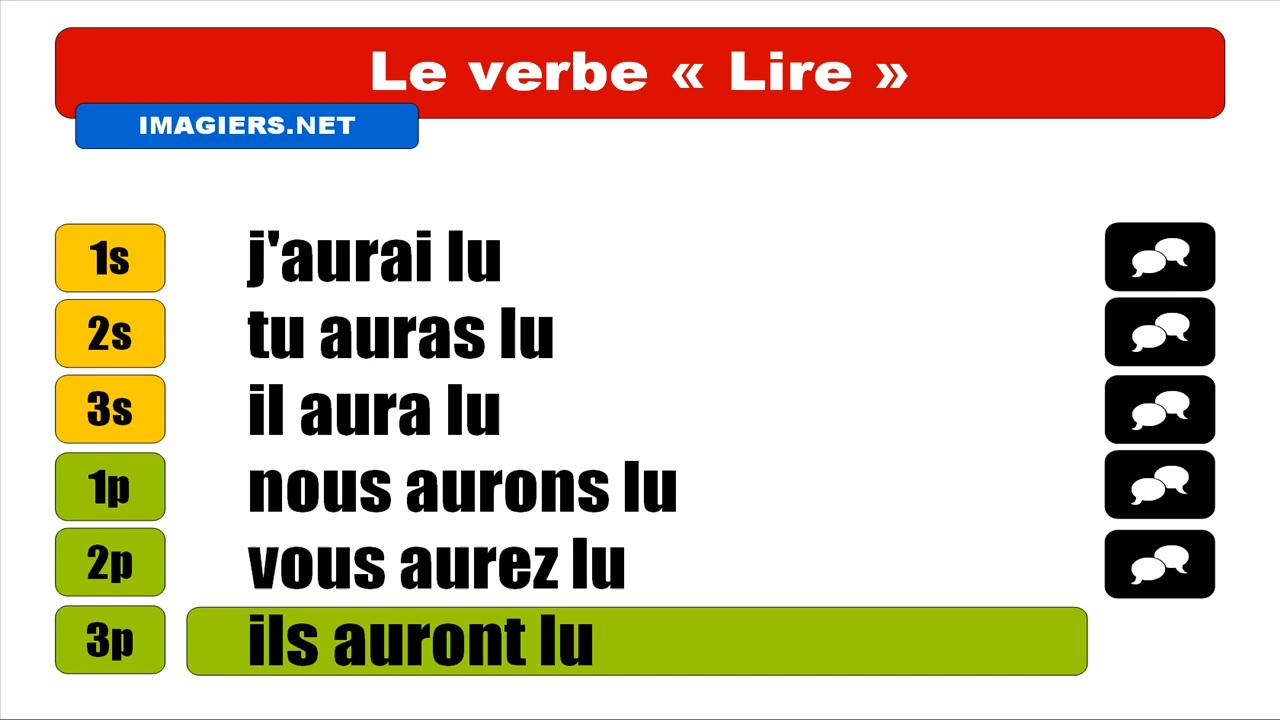 Le verbe « Lire »
IMAGIERS.NET
1s j'aurai lu
2s tu auras lu
3s il aura lu
1p nous aurons lu
2p vous aurez lu
3p ils auront lu